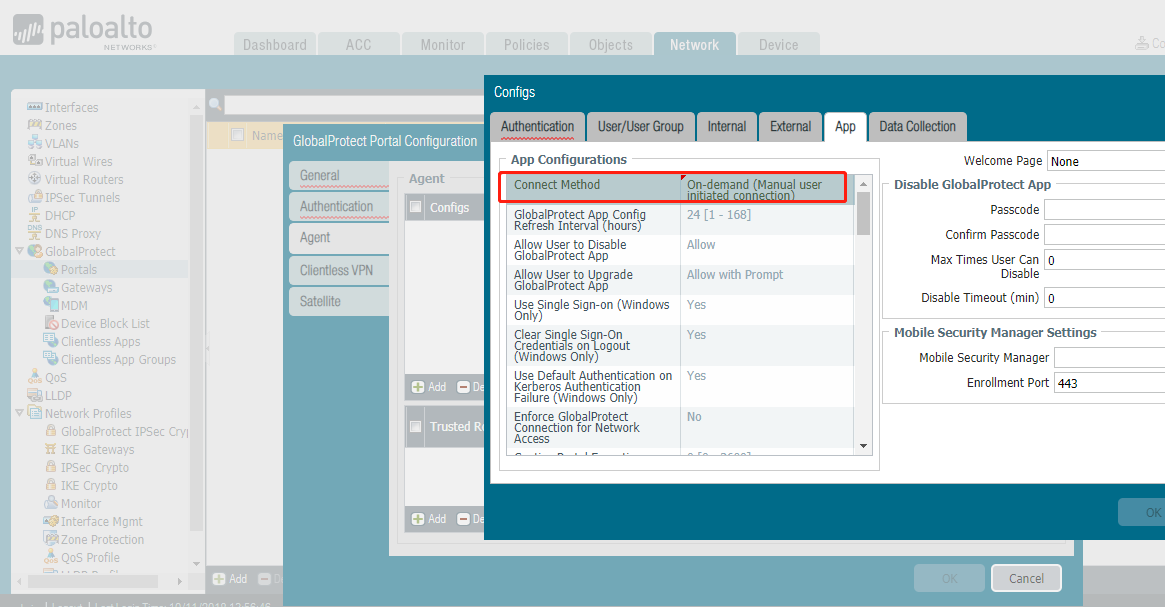 paloalto
NETWORKS
Dashboard
ACC
Monitor
Policies
Objects
Network
Device
Interfaces
Zones
VLANs
Virtual Wires
Virtual Routers
IPSec Tunnels
DHCP
DNS Proxy
GlobalProtect
Portals
Gateways
MDM
Device Block List
Clientless Apps
Clientless App Groups
QoS
LLDP
Network Profiles
GlobalProtect IPSec Cry
IKE Gateways
IPSec Crypto
IKE Crypto
Monitor
Interface Mgmt
Zone Protection
QoS Profile
Name
Add
GlobalProtect Portal Configuration
General
Authentication
Agent
Clientless VPN
Satellite
Agent
Configs
Add
De
Trusted Ro
Add
De
OK
Cancel
Configs
Authentication
User/User Group
Internal
External
App
Data Collection
App Configurations
Connect Method
On-demand (Manual user
initiated connection)
GlobalProtect App Config
Refresh Interval (hours)
24 [1 - 168]
Allow User to Disable
GlobalProtect App
Allow
Allow User to Upgrade
GlobalProtect App
Allow with Prompt
Use Single Sign-on (Windows
Only)
Yes
Clear Single Sign-On
Credentials on Logout
(Windows Only)
Yes
Use Default Authentication on
Kerberos Authentication
Failure (Windows Only)
Yes
Enforce GlobalProtect
Connection for Network
Access
No
Welcome Page
None
Disable GlobalProtect App
Passcode
Confirm Passcode
Max Times User Can
Disable
0
Disable Timeout (min)
0
Mobile Security Manager Settings
Mobile Security Manager
Enrollment Port
443
OK